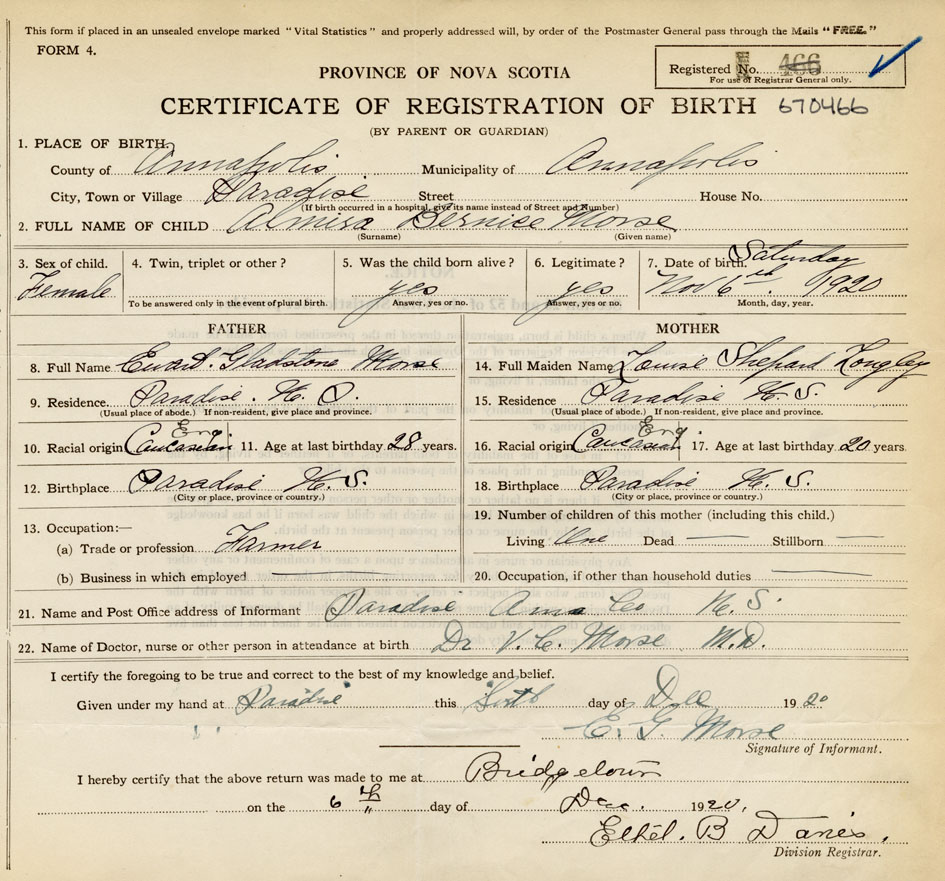 This form if placed in an unsealed envelope marked "Vital Statistics" and properly addressed will, by order of the Postmaster General pass through the Mails "FREE."
FORM 4.
Registered No. 466
For use of Registrar General only.
PROVINCE OF NOVA SCOTIA
CERTIFICATE OF REGISTRATION OF BIRTH 670466
(BY PARENT OR GUARDIAN)
1. PLACE OF BIRTH.
County of Annapolis Municipality of Annapolis
City, Town or Village Paradise Street House No.
(If birth occurred in a hospital, give its name instead of Street and Number)
2. FULL NAME OF CHILD Almira Bernice Morse
(Surname) (Given name)
3. Sex of child. 4. Twin, triplet or other? 5. Was the child born alive? 6. Legitimate? 7. Date of birth. Saturday
Female yes yes Nov 6 1920
To be answered only in the event of plural birth. Answer, yes or no. Answer, yes or no. Month, day, year.
FATHER MOTHER
8. Full Name Gladstone Morse 14. Full Maiden Name Louise Shepard Longley
9. Residence. Paradise. N. S. 15. Residence Paradise N. S.
(Usual place of abode.) If non-resident, give place and province. (Usual place of abode.) If non-resident, give place and province.
10. Racial origin Caucasian Eng 11. Age at last birthday 28 years. 16. Racial origin Caucasian Eng 17. Age at last birthday 20 years.
12. Birthplace Paradise N. S. 18. Birthplace Paradise N. S.
(City or place, province or country.) (City or place, province or country.)
13. Occupation:— 19. Number of children of this mother (including this child.)
(a) Trade or profession Farmer Living One Dead — Stillborn —
(b) Business in which employed — 20. Occupation, if other than household duties —
21. Name and Post Office address of Informant Paradise Anna Co N. S.
22. Name of Doctor, nurse or other person in attendance at birth Dr V. C. Morse M.D.
I certify the foregoing to be true and correct to the best of my knowledge and belief.
Given under my hand at Paradise this Sixth day of Dec 1920
E. G. Morse
Signature of Informant.
I hereby certify that the above return was made to me at Bridgetown
on the 6th day of Dec. 1920.
Ethel. B Daries.
Division Registrar.